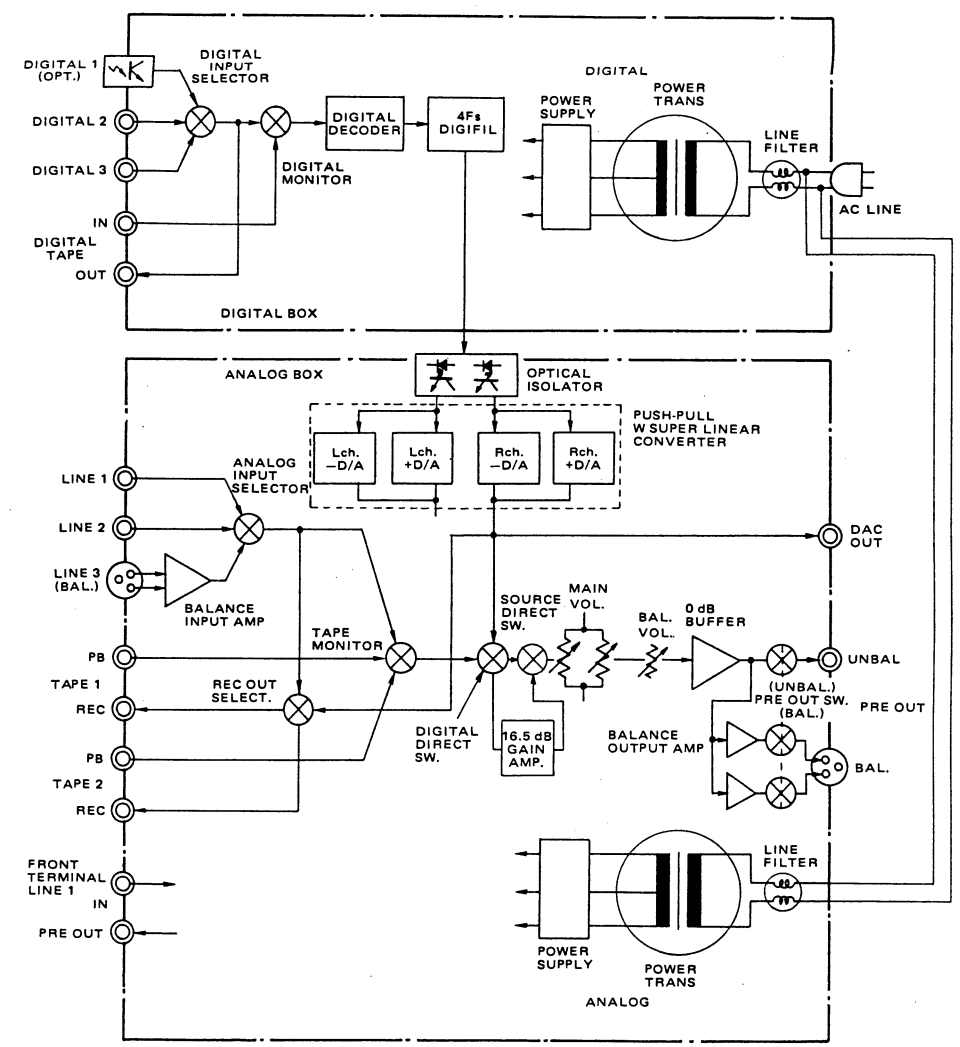 DIGITAL 1
(OPT.)
DIGITAL
INPUT
SELECTOR
DIGITAL 2
DIGITAL 3
IN
DIGITAL
TAPE
OUT
DIGITAL
MONITOR
DIGITAL
DECODER
4Fs
DIGIFIL
DIGITAL
POWER
SUPPLY
POWER
TRANS
LINE
FILTER
AC LINE
DIGITAL BOX
ANALOG BOX
OPTICAL
ISOLATOR
PUSH-PULL
W SUPER LINEAR
CONVERTER
Lch.
−D/A
Lch.
+D/A
Rch.
−D/A
Rch.
+D/A
LINE 1
ANALOG
INPUT
SELECTOR
LINE 2
LINE 3
(BAL.)
BALANCE
INPUT AMP
DAC
OUT
SOURCE
DIRECT
SW.
MAIN
VOL.
BAL.
VOL.
0 dB
BUFFER
TAPE
MONITOR
PB
TAPE 1
REC
REC OUT
SELECT.
DIGITAL
DIRECT
SW.
16.5 dB
GAIN
AMP.
UNBAL
(UNBAL.)
PRE OUT SW.
(BAL.)
PRE OUT
BALANCE
OUTPUT AMP
BAL.
PB
TAPE 2
REC
FRONT
TERMINAL
LINE 1
IN
PRE OUT
POWER
SUPPLY
POWER
TRANS
LINE
FILTER
ANALOG